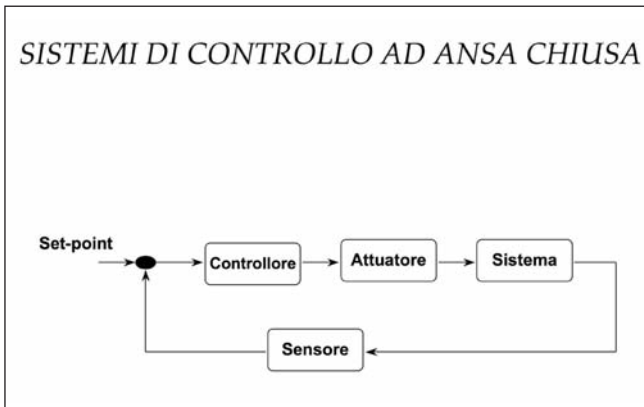 SISTEMI DI CONTROLLO AD ANSA CHIUSA
Set-point
Controllore
Attuatore
Sistema
Sensore